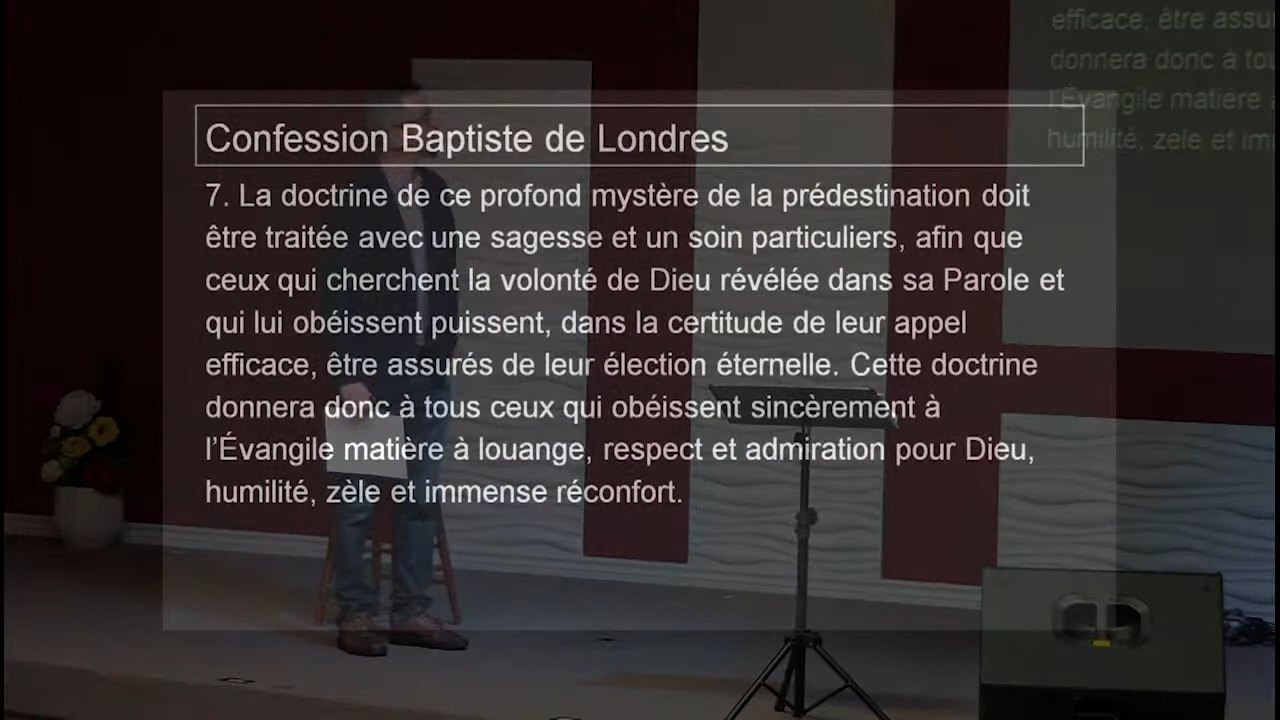 Confession Baptiste de Londres
7. La doctrine de ce profond mystère de la prédestination doit
être traitée avec une sagesse et un soin particuliers, afin que
ceux qui cherchent la volonté de Dieu révélée dans sa Parole et
qui lui obéissent puissent, dans la certitude de leur appel
efficace, être assurés de leur élection éternelle. Cette doctrine
donnera donc à tous ceux qui obéissent sincèrement à
l’Évangile matière à louange, respect et admiration pour Dieu,
humilité, zèle et immense réconfort.
efficace, être
donnera donc à
l’Évangile matière
humilité, zèle et